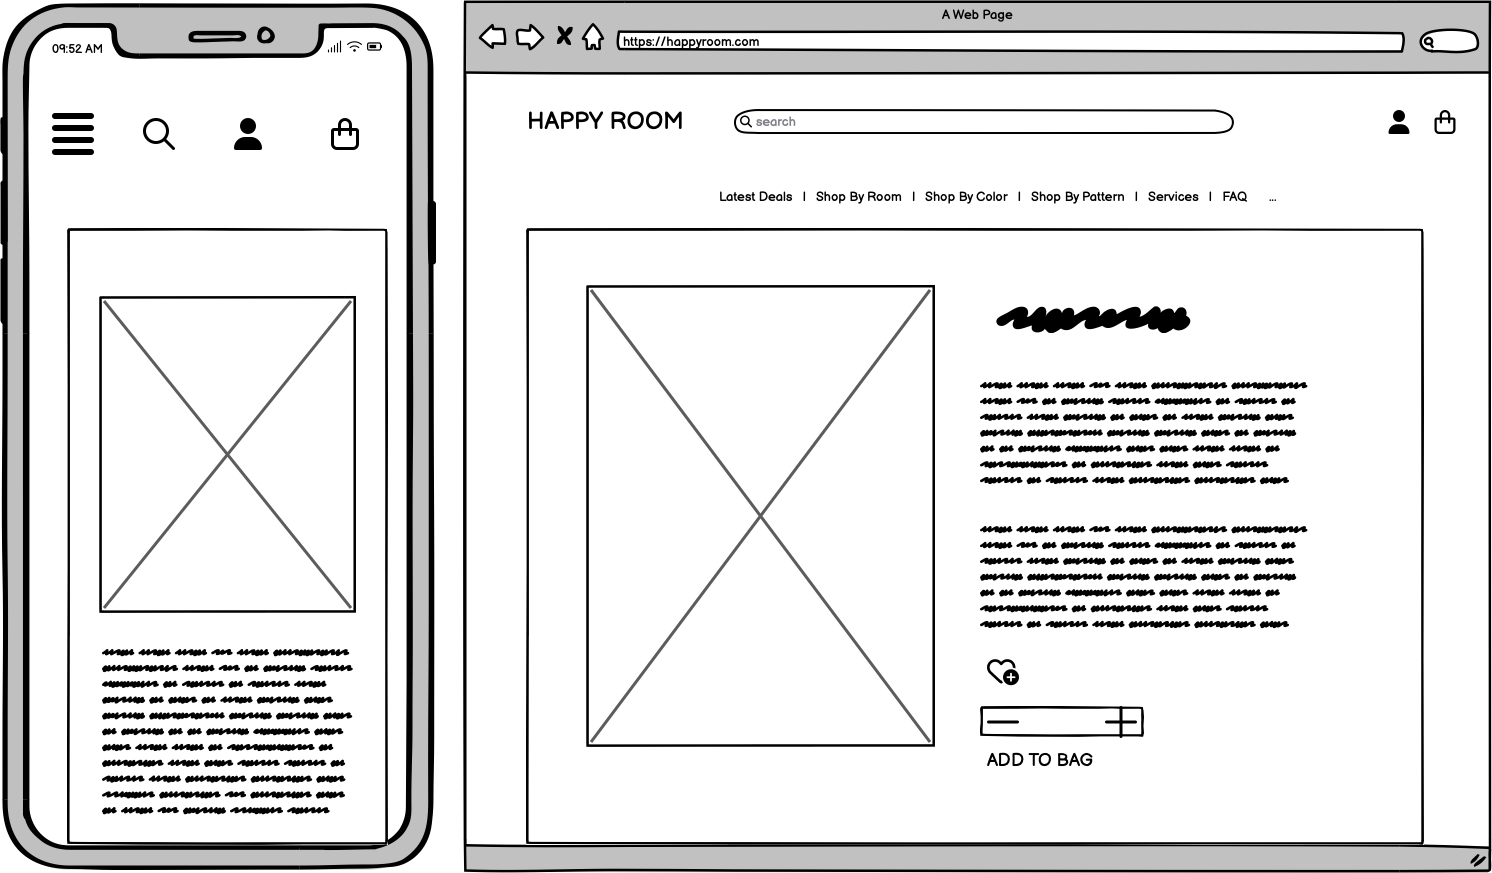 09:52 AM
A Web Page
https://happyroom.com
HAPPY ROOM
search
Latest Deals | Shop By Room | Shop By Color | Shop By Pattern | Services | FAQ ...
ADD TO BAG